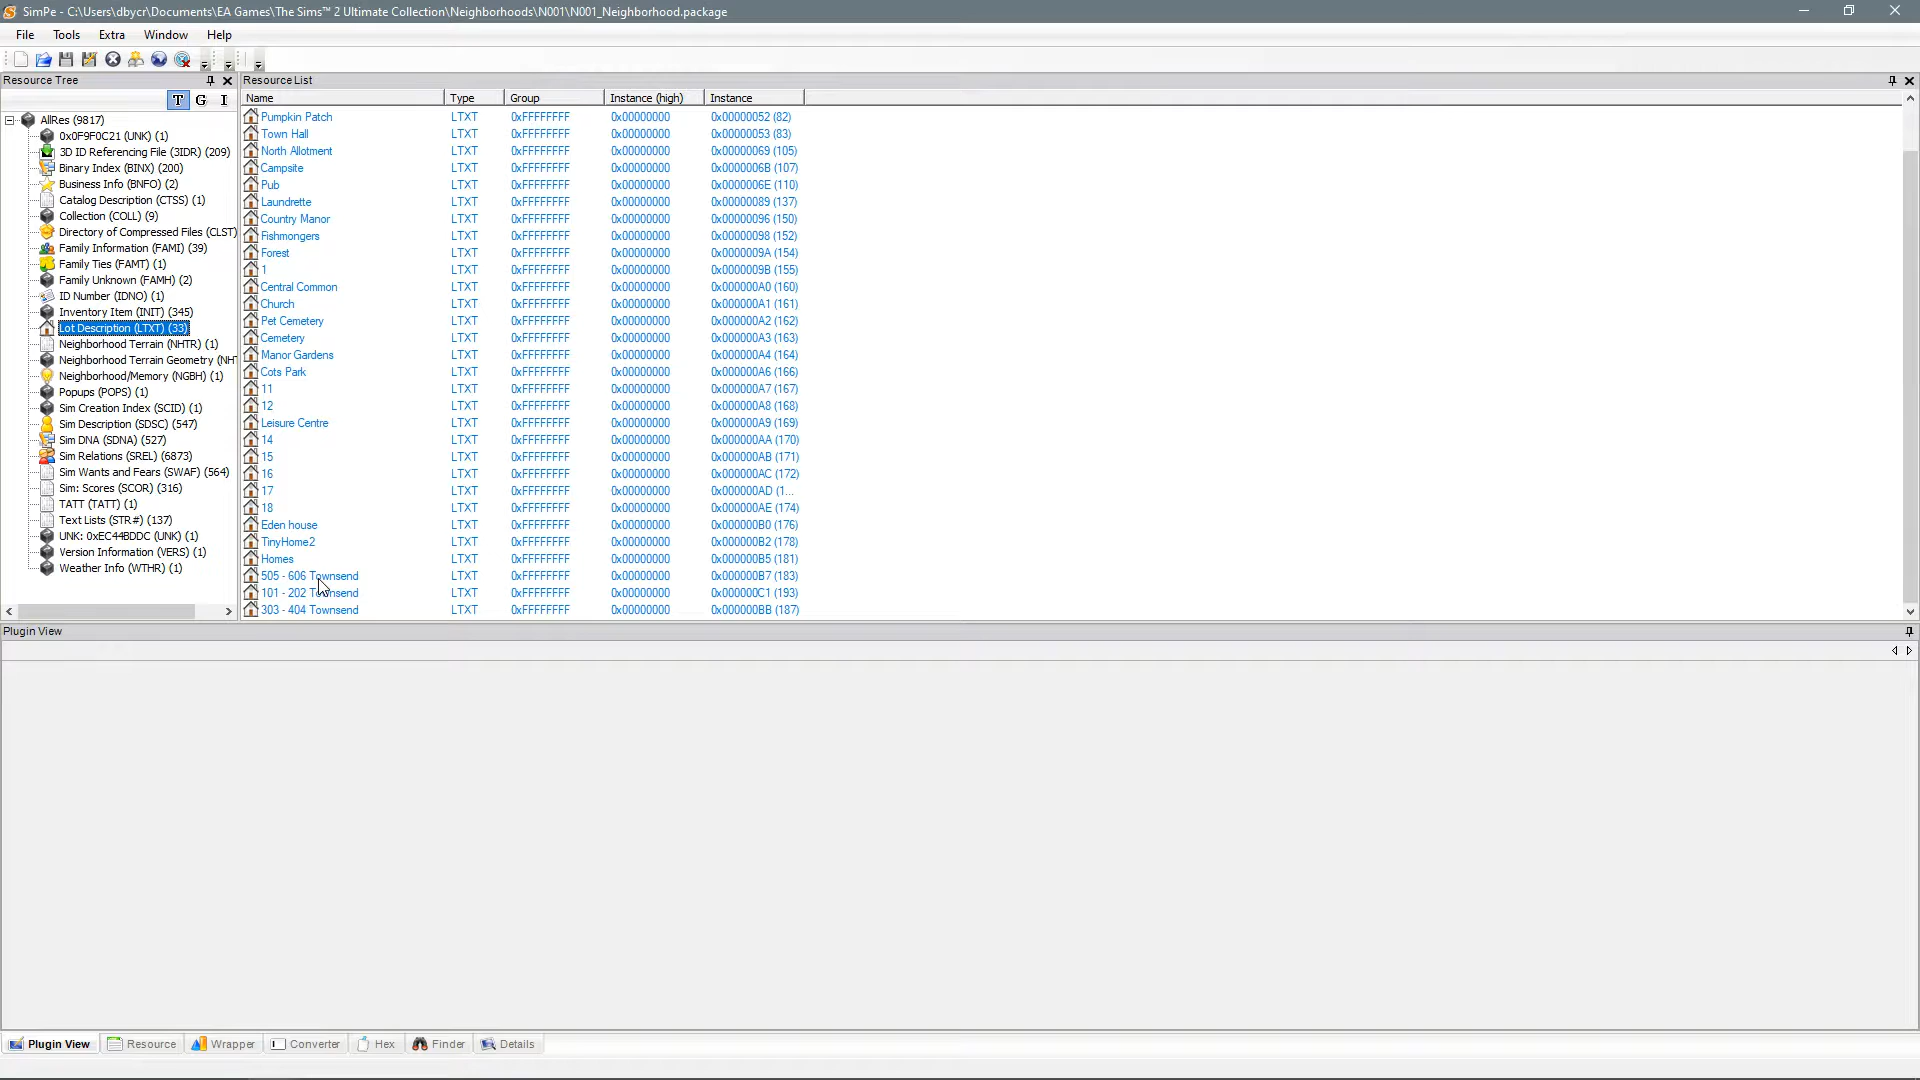 SimPe - C:\Users\dbycr\Documents\EA Games\The Sims™ 2 Ultimate Collection\Neighborhoods\N001\N001_Neighborhood.package
File Tools Extra Window Help
Resource Tree
T G I
AllRes (9817)
0x0F9F0C21 (UNK) (1)
3D ID Referencing File (3IDR) (209)
Binary Index (BINX) (200)
Business Info (BNFO) (2)
Catalog Description (CTSS) (1)
Collection (COLL) (9)
Directory of Compressed Files (CLST)
Family Information (FAMI) (39)
Family Ties (FAMT) (1)
Family Unknown (FAMH) (2)
ID Number (IDNO) (1)
Inventory Item (INIT) (345)
Lot Description (LTXT) (33)
Neighborhood Terrain (NHTR) (1)
Neighborhood Terrain Geometry (NHT
Neighborhood/Memory (NGBH) (1)
Popups (POPS) (1)
Sim Creation Index (SCID) (1)
Sim Description (SDSC) (547)
Sim DNA (SDNA) (527)
Sim Relations (SREL) (6873)
Sim Wants and Fears (SWAF) (564)
Sim: Scores (SCOR) (316)
TATT (TATT) (1)
Text Lists (STR#) (137)
UNK: 0xEC44BDDC (UNK) (1)
Version Information (VERS) (1)
Weather Info (WTHR) (1)
Resource List
Name Type Group Instance (high) Instance
Pumpkin Patch LTXT 0xFFFFFFFF 0x00000000 0x00000052 (82)
Town Hall LTXT 0xFFFFFFFF 0x00000000 0x00000053 (83)
North Allotment LTXT 0xFFFFFFFF 0x00000000 0x00000069 (105)
Campsite LTXT 0xFFFFFFFF 0x00000000 0x0000006B (107)
Pub LTXT 0xFFFFFFFF 0x00000000 0x0000006E (110)
Laundrette LTXT 0xFFFFFFFF 0x00000000 0x00000089 (137)
Country Manor LTXT 0xFFFFFFFF 0x00000000 0x00000096 (150)
Fishmongers LTXT 0xFFFFFFFF 0x00000000 0x00000098 (152)
Forest LTXT 0xFFFFFFFF 0x00000000 0x0000009A (154)
1 LTXT 0xFFFFFFFF 0x00000000 0x0000009B (155)
Central Common LTXT 0xFFFFFFFF 0x00000000 0x000000A0 (160)
Church LTXT 0xFFFFFFFF 0x00000000 0x000000A1 (161)
Pet Cemetery LTXT 0xFFFFFFFF 0x00000000 0x000000A2 (162)
Cemetery LTXT 0xFFFFFFFF 0x00000000 0x000000A3 (163)
Manor Gardens LTXT 0xFFFFFFFF 0x00000000 0x000000A4 (164)
Cots Park LTXT 0xFFFFFFFF 0x00000000 0x000000A6 (166)
11 LTXT 0xFFFFFFFF 0x00000000 0x000000A7 (167)
12 LTXT 0xFFFFFFFF 0x00000000 0x000000A8 (168)
Leisure Centre LTXT 0xFFFFFFFF 0x00000000 0x000000A9 (169)
14 LTXT 0xFFFFFFFF 0x00000000 0x000000AA (170)
15 LTXT 0xFFFFFFFF 0x00000000 0x000000AB (171)
16 LTXT 0xFFFFFFFF 0x00000000 0x000000AC (172)
17 LTXT 0xFFFFFFFF 0x00000000 0x000000AD (1...
18 LTXT 0xFFFFFFFF 0x00000000 0x000000AE (174)
Eden house LTXT 0xFFFFFFFF 0x00000000 0x000000B0 (176)
TinyHome2 LTXT 0xFFFFFFFF 0x00000000 0x000000B2 (178)
Homes LTXT 0xFFFFFFFF 0x00000000 0x000000B5 (181)
505 - 606 Townsend LTXT 0xFFFFFFFF 0x00000000 0x000000B7 (183)
101 - 202 Townsend LTXT 0xFFFFFFFF 0x00000000 0x000000C1 (193)
303 - 404 Townsend LTXT 0xFFFFFFFF 0x00000000 0x000000BB (187)
Plugin View
Plugin View Resource Wrapper Converter Hex Finder Details